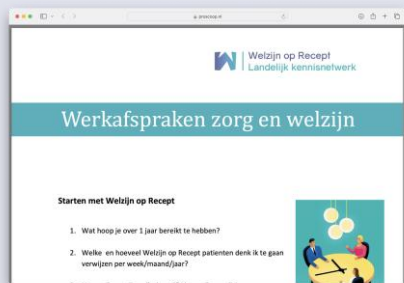 Welzijn op Recept
Landelijk kennisnetwerk
Werkafspraken zorg en welzijn
Starten met Welzijn op Recept
1. Wat hoop je over 1 jaar bereikt te hebben?
2. Welke en hoeveel Welzijn op Recept patienten denk ik te gaan
verwijzen per week/maand/jaar?